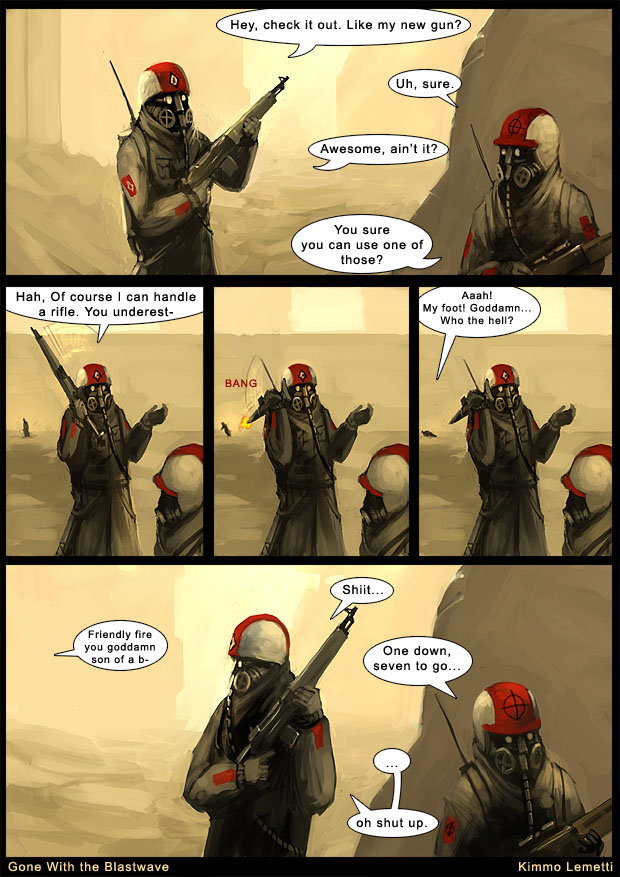 Hey, check it out. Like my new gun?
Uh, sure.
Awesome, ain't it?
You sure
you can use one of
those?
Hah, Of course I can handle
a rifle. You underest-
BANG
Aaah!
My foot! Goddamn...
Who the hell?
Shiit...
Friendly fire
you goddamn
son of a b-
One down,
seven to go...
...
oh shut up.
Gone With the Blastwave
Kimmo Lemetti